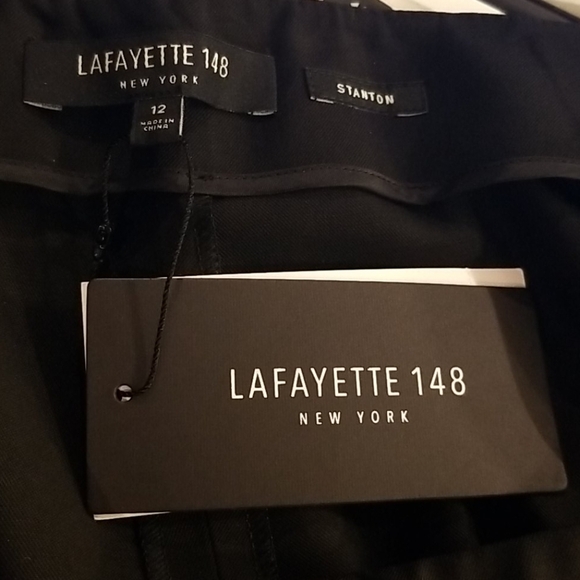 LAFAYETTE 148
NEW YORK
STANTON
12
MADE IN
CHINA
LAFAYETTE 148
NEW YORK